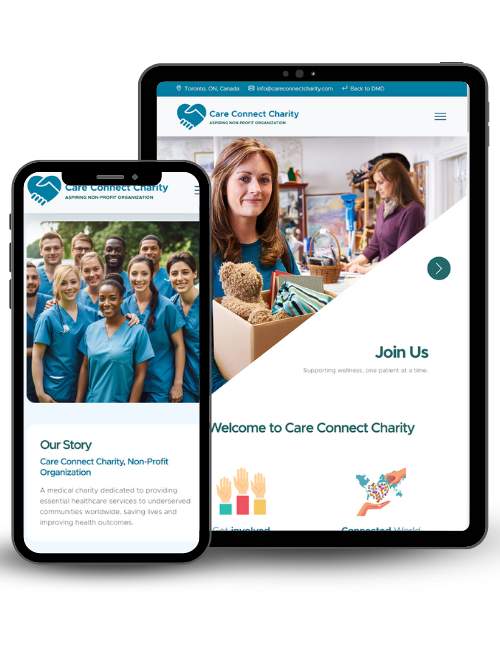 Toronto, ON, Canada
info@careconnectcharity.com
Back to DMD
Care Connect Charity
ASPIRING NON-PROFIT ORGANIZATION
Join Us
Supporting wellness, one patient at a time.
Welcome to Care Connect Charity
Get involved
Connected World
Care Connect Charity
ASPIRING NON-PROFIT ORGANIZATION
Our Story
Care Connect Charity, Non-Profit
Organization
A medical charity dedicated to providing
essential healthcare services to underserved
communities worldwide, saving lives and
improving health outcomes.